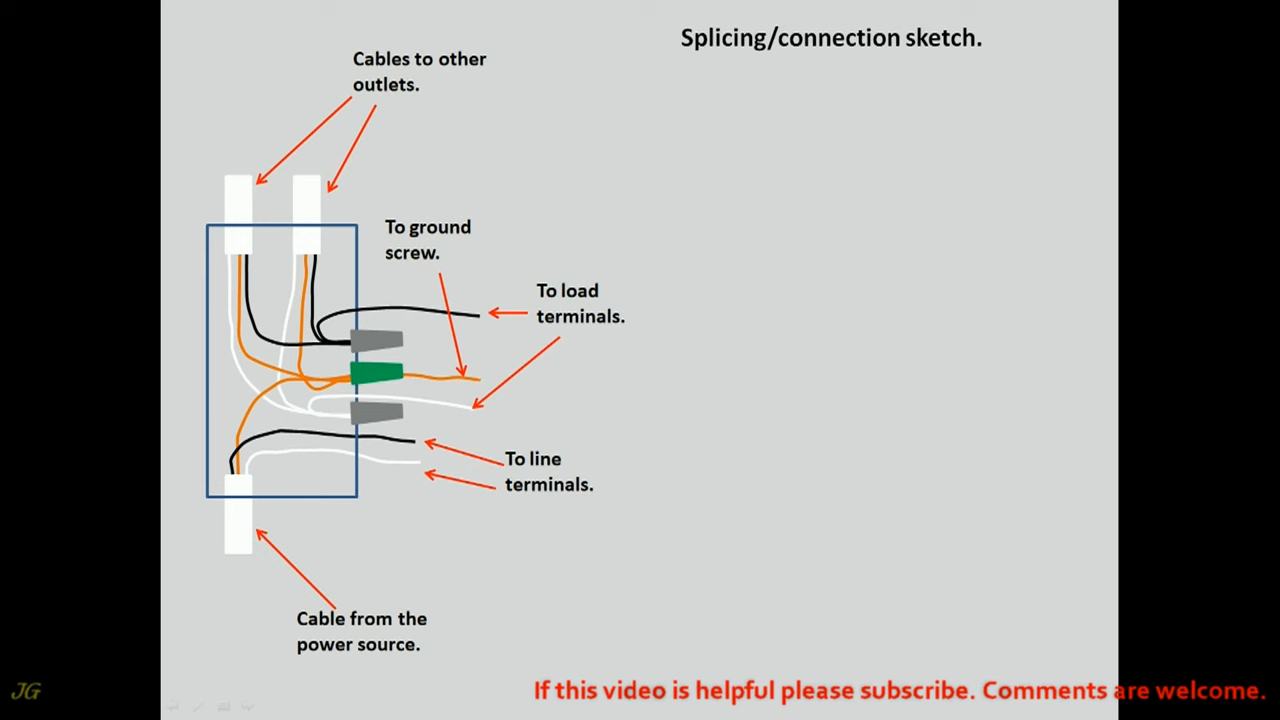 Splicing/connection sketch.
Cables to other
outlets.
To ground
screw.
To load
terminals.
To line
terminals.
Cable from the
power source.
JG
If this video is helpful please subscribe. Comments are welcome.